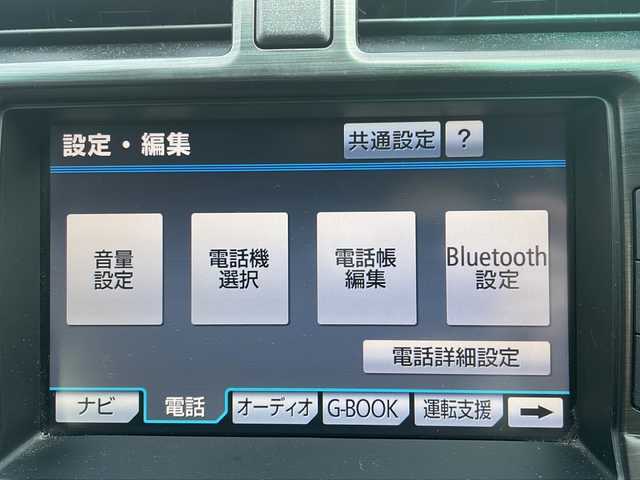 設定・編集
共通設定
?
音量
設定
電話機
選択
電話帳
編集
Bluetooth
設定
電話詳細設定
ナビ
電話
オーディオ
G-BOOK
運転支援